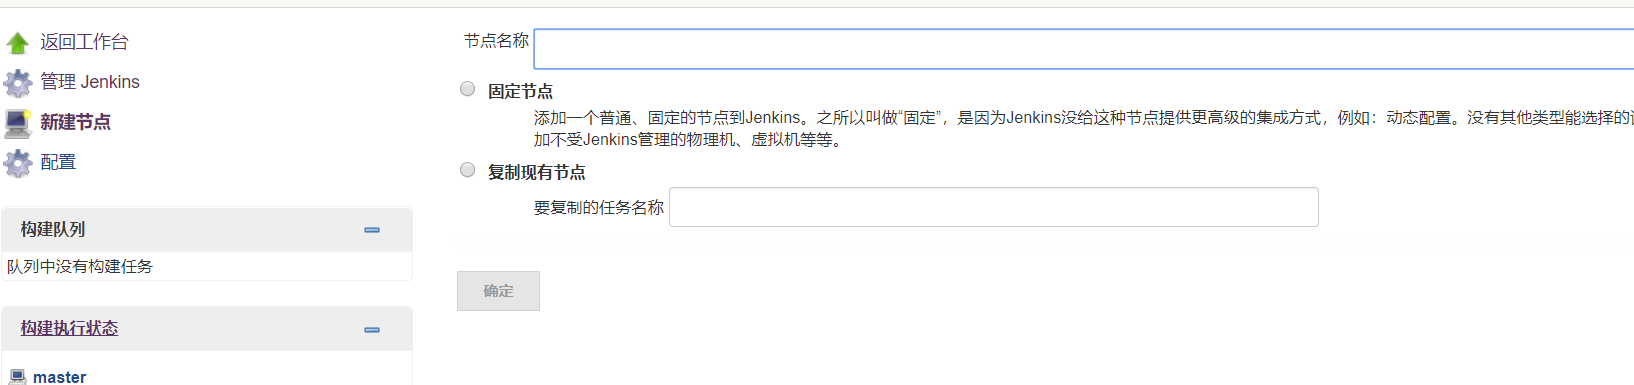 返回工作台
管理 Jenkins
新建节点
配置
构建队列
队列中没有构建任务
构建执行状态
master
节点名称
固定节点
添加一个普通、固定的节点到Jenkins。之所以叫做“固定”，是因为Jenkins没给这种节点提供更高级的集成方式，例如：动态配置。没有其他类型能选择的
加不受Jenkins管理的物理机、虚拟机等等。
复制现有节点
要复制的任务名称
确定